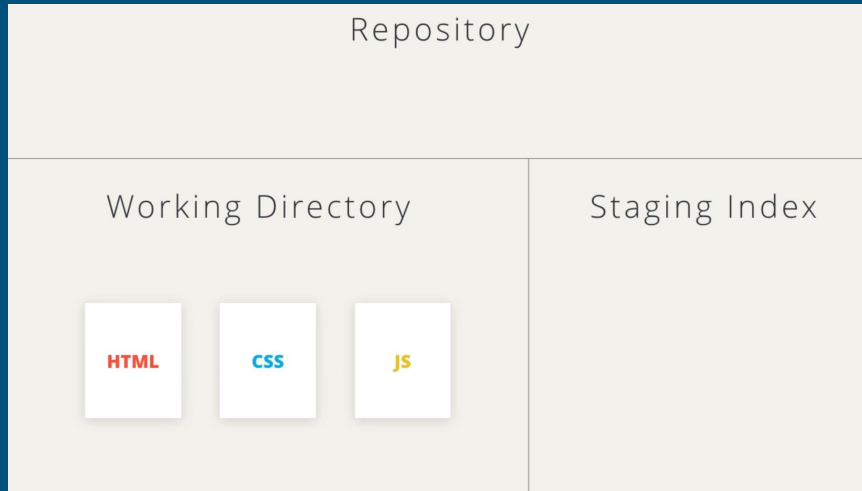 Repository
Working Directory
Staging Index
HTML CSS JS